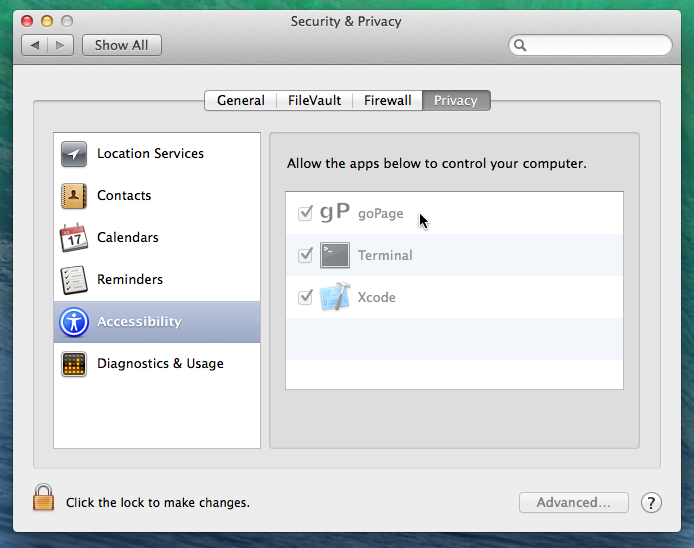 Security & Privacy
Show All
General FileVault Firewall Privacy
Location Services
Contacts
17 Calendars
Reminders
Accessibility
Diagnostics & Usage
Allow the apps below to control your computer.
gP goPage
>_ Terminal
Xcode
Click the lock to make changes.
Advanced... ?